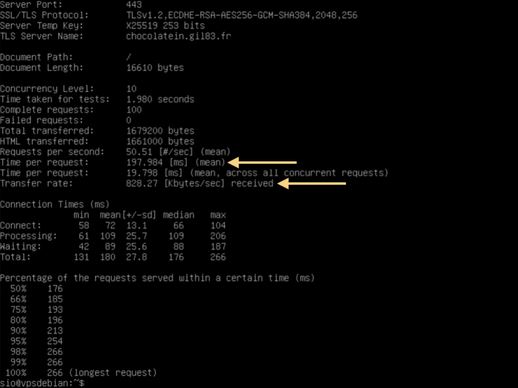 Server Port: 443
SSL/TLS Protocol: TLSv1.2,ECDHE-RSA-AES256-GCM-SHA384,2048,256
Server Temp Key: X25519 253 bits
TLS Server Name: chocolatein.gil83.fr
Document Path: /
Document Length: 16610 bytes
Concurrency Level: 10
Time taken for tests: 1.980 seconds
Complete requests: 100
Failed requests: 0
Total transferred: 1679200 bytes
HTML transferred: 1661000 bytes
Requests per second: 50.51 [#/sec] (mean)
Time per request: 197.984 [ms] (mean)
Time per request: 19.798 [ms] (mean, across all concurrent requests)
Transfer rate: 828.27 [Kbytes/sec] received
Connection Times (ms)
min mean[+/-sd] median max
Connect: 58 72 13.1 66 104
Processing: 61 109 25.7 109 206
Waiting: 42 89 25.6 88 187
Total: 131 180 27.8 176 266
Percentage of the requests served within a certain time (ms)
50% 176
66% 185
75% 193
80% 196
90% 213
95% 254
98% 266
99% 266
100% 266 (longest request)
sio@vpsdebian:~$